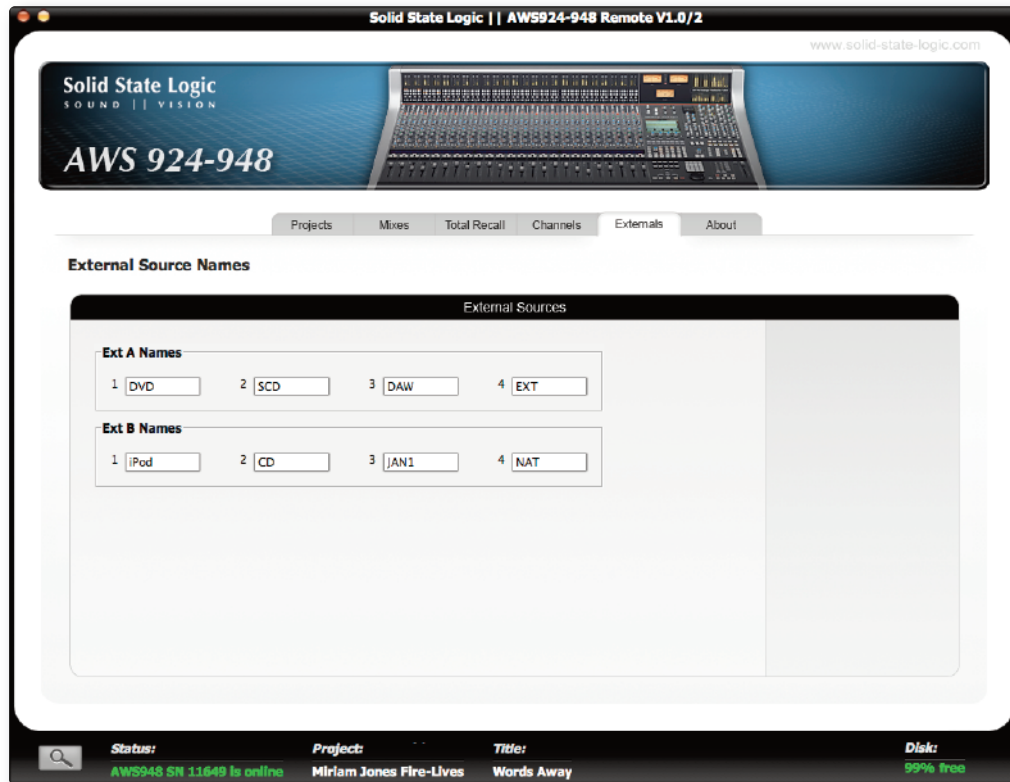 Solid State Logic || AWS924-948 Remote V1.0/2
www.solid-state-logic.com
Solid State Logic
SOUND || VISION
AWS 924-948
Projects Mixes Total Recall Channels Externals About
External Source Names
External Sources
Ext A Names
1 DVD 2 SCD 3 DAW 4 EXT
Ext B Names
1 iPod 2 CD 3 JAN1 4 NAT
Status: Project: Title: Disk:
AWS948 SN 11649 is online Miriam Jones Fire-Lives Words Away 99% free